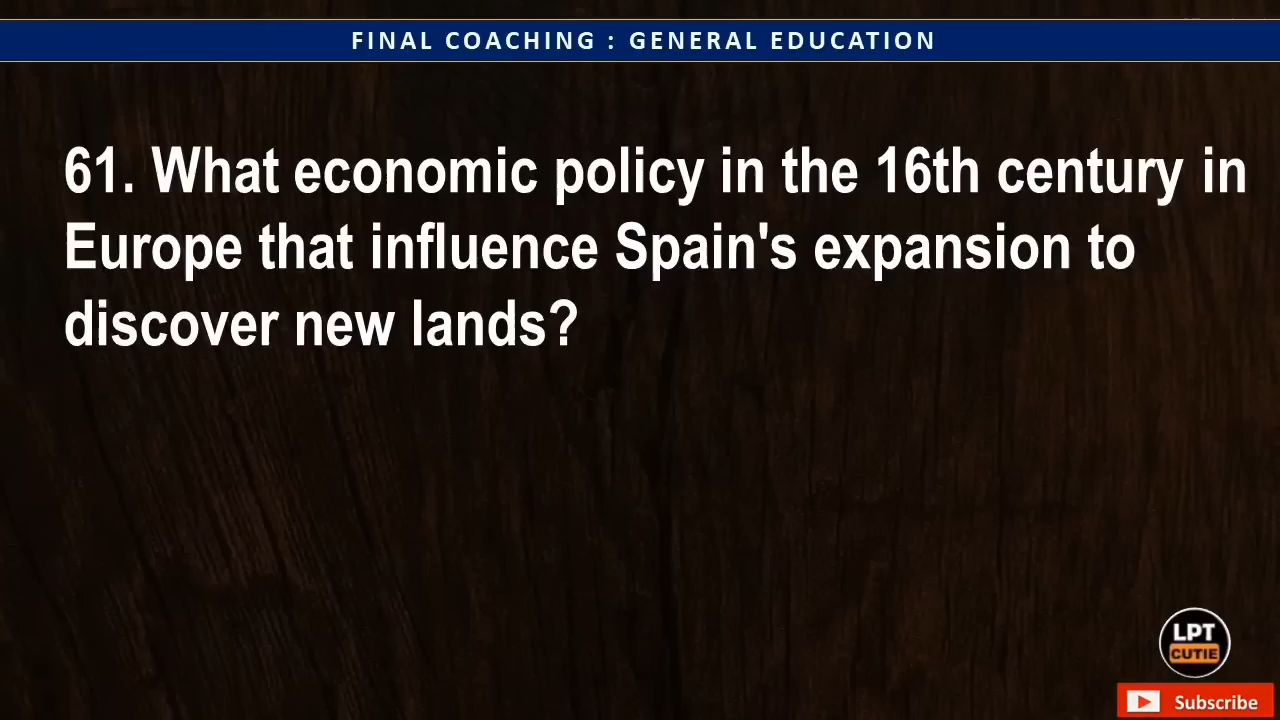 FINAL COACHING : GENERAL EDUCATION
61. What economic policy in the 16th century in
Europe that influence Spain's expansion to
discover new lands?
LPT
CUTIE
Subscribe